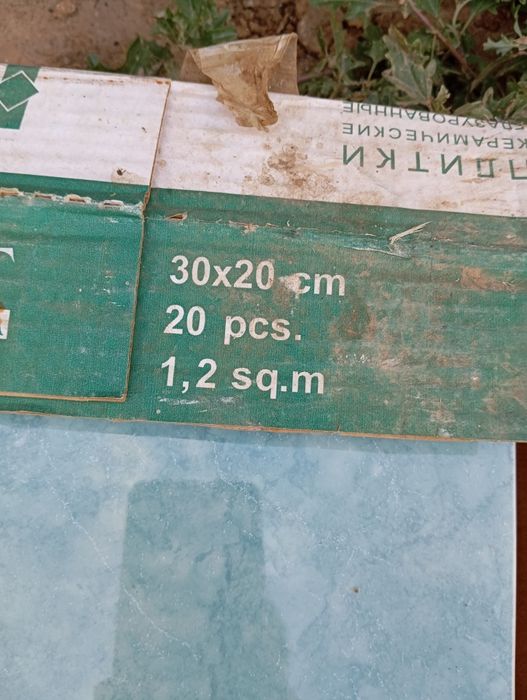 ПЛИТКИ
КЕРАМИЧЕСКИЕ
30x20 cm
20 pcs.
1,2 sq.m